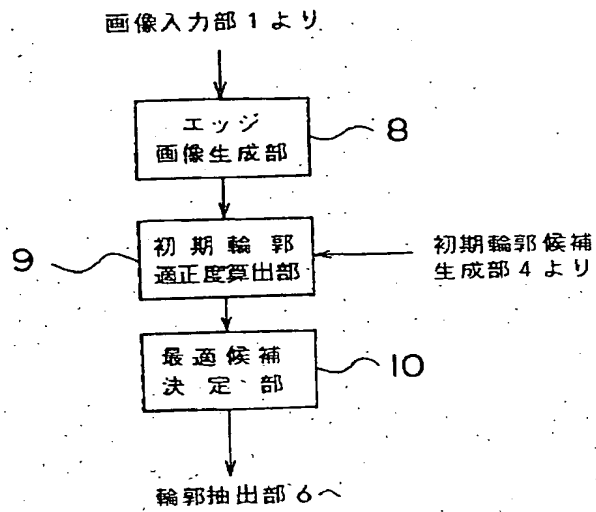 画像入力部1より
エッジ
画像生成部
8
初期輪郭
適正度算出部
9
初期輪郭候補
生成部4より
最適候補
決定部
10
輪郭抽出部6へ